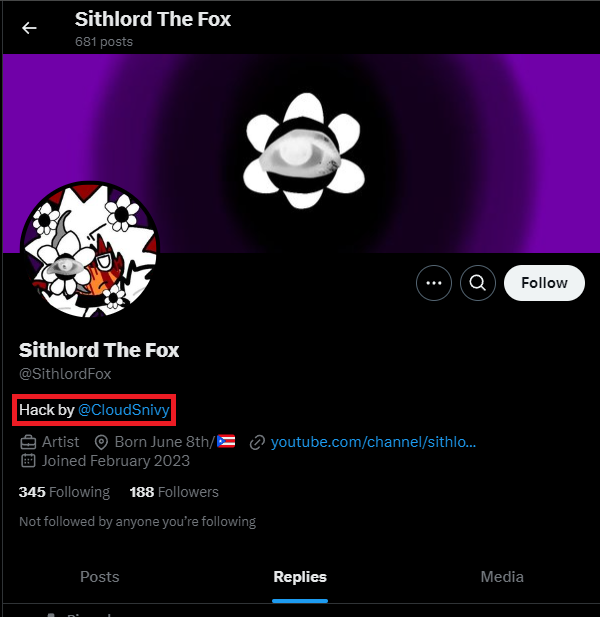 Sithlord The Fox
681 posts
Follow
Sithlord The Fox
@SithlordFox
Hack by @CloudSnivy
Artist Born June 8th/🇵🇷 youtube.com/channel/sithlo...
Joined February 2023
345 Following 188 Followers
Not followed by anyone you're following
Posts Replies Media